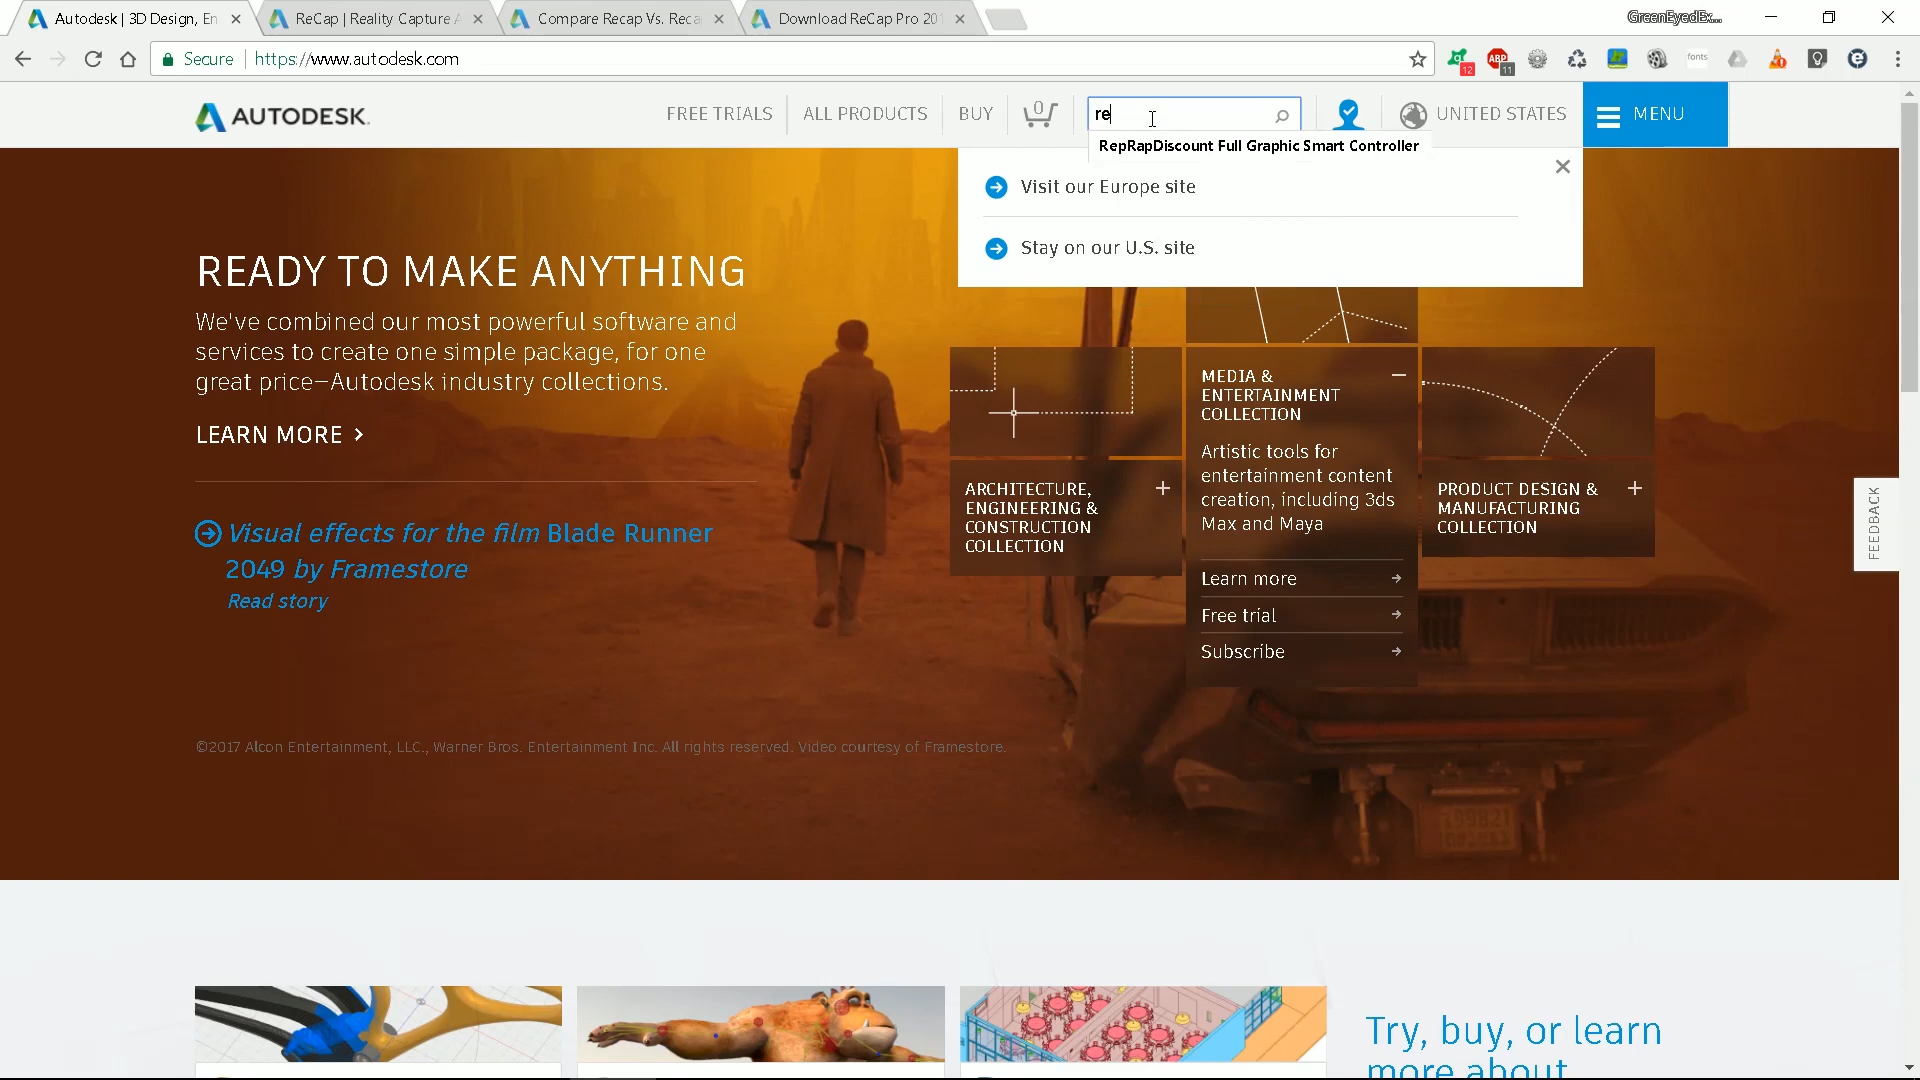 Autodesk | 3D Design, En
ReCap | Reality Capture A
Compare Recap Vs. Reca
Download ReCap Pro 201
GreenEyedEx...
Secure
https://www.autodesk.com
12
ABP
11
fonts
AUTODESK.
FREE TRIALS
ALL PRODUCTS
BUY
0
re
UNITED STATES
MENU
RepRapDiscount Full Graphic Smart Controller
Visit our Europe site
Stay on our U.S. site
READY TO MAKE ANYTHING
We've combined our most powerful software and
services to create one simple package, for one
great price—Autodesk industry collections.
LEARN MORE
Visual effects for the film Blade Runner
2049 by Framestore
Read story
ARCHITECTURE,
ENGINEERING &
CONSTRUCTION
COLLECTION
MEDIA &
ENTERTAINMENT
COLLECTION
Artistic tools for
entertainment content
creation, including 3ds
Max and Maya
Learn more
Free trial
Subscribe
PRODUCT DESIGN &
MANUFACTURING
COLLECTION
FEEDBACK
©2017 Alcon Entertainment, LLC., Warner Bros. Entertainment Inc. All rights reserved. Video courtesy of Framestore.
Try, buy, or learn
more about